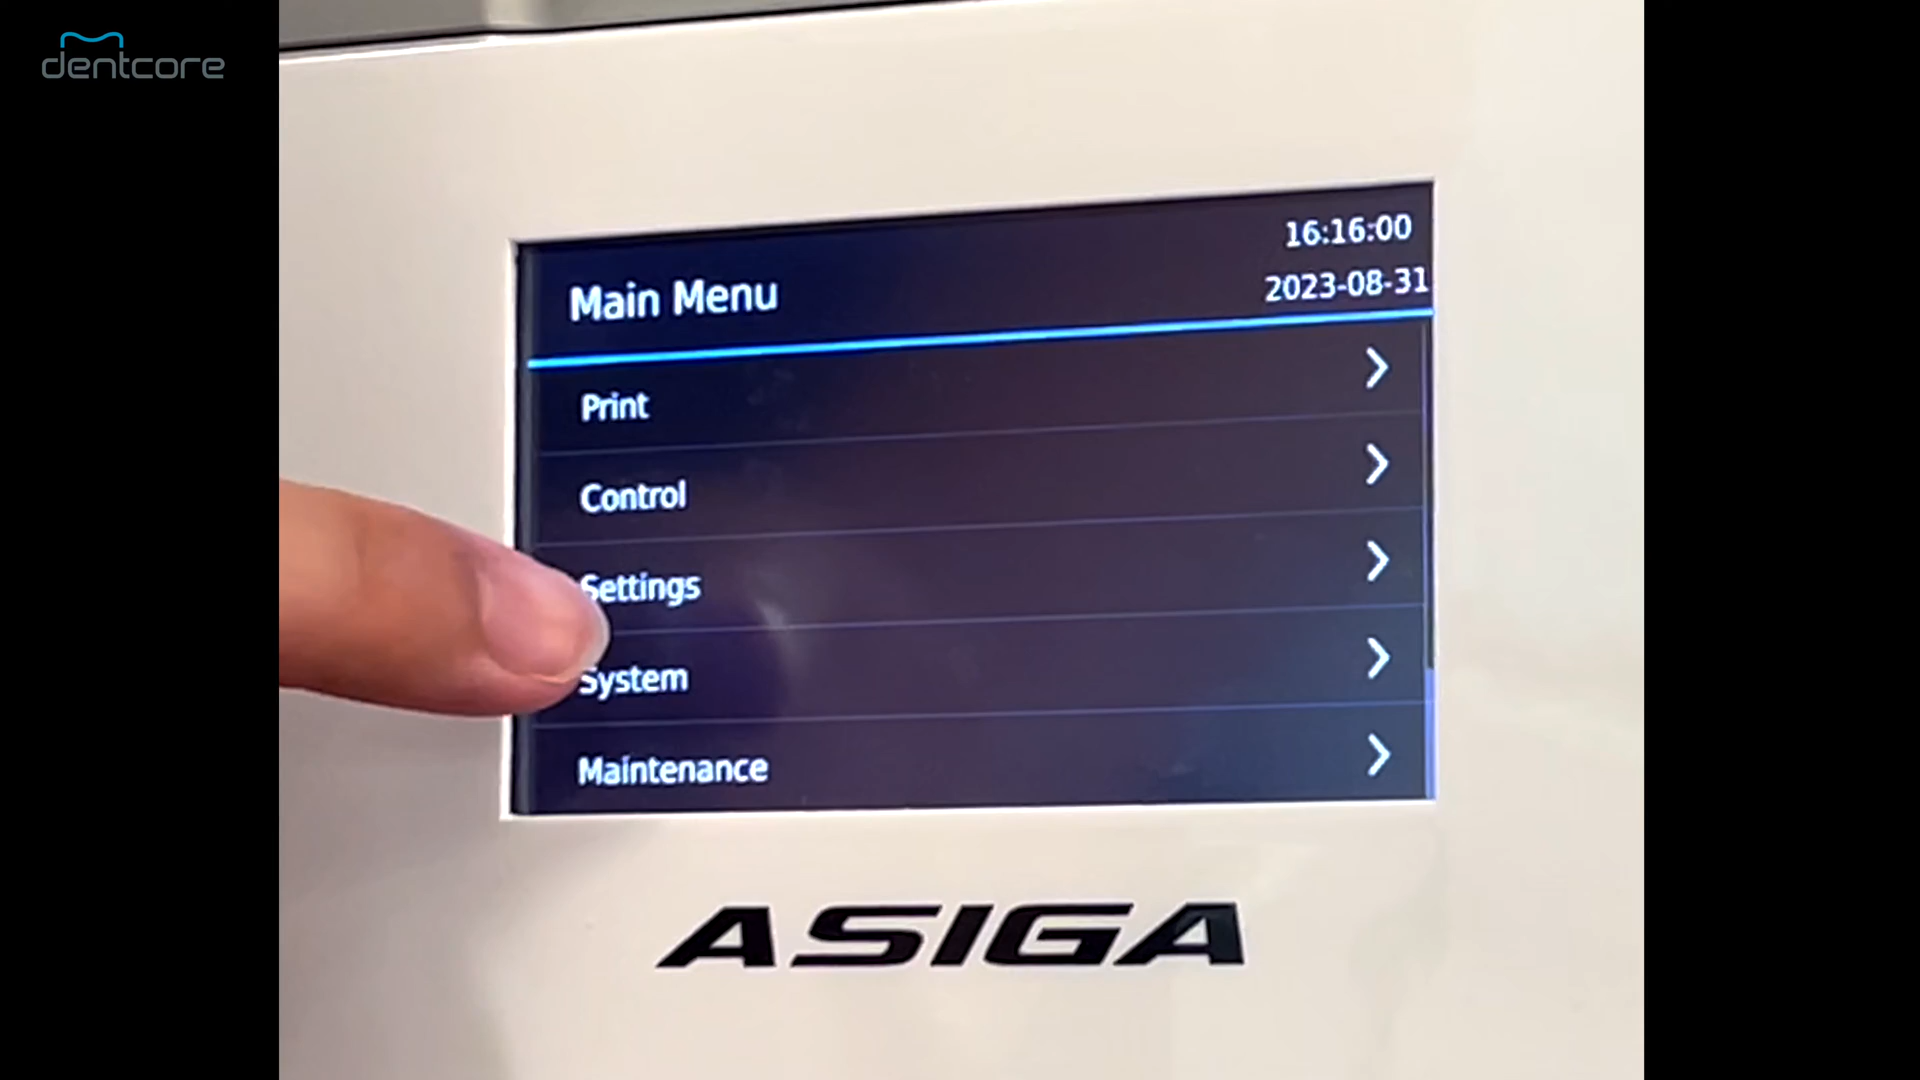 dentcore
16:16:00
2023-08-31
Main Menu
Print
Control
Settings
System
Maintenance
ASIGA